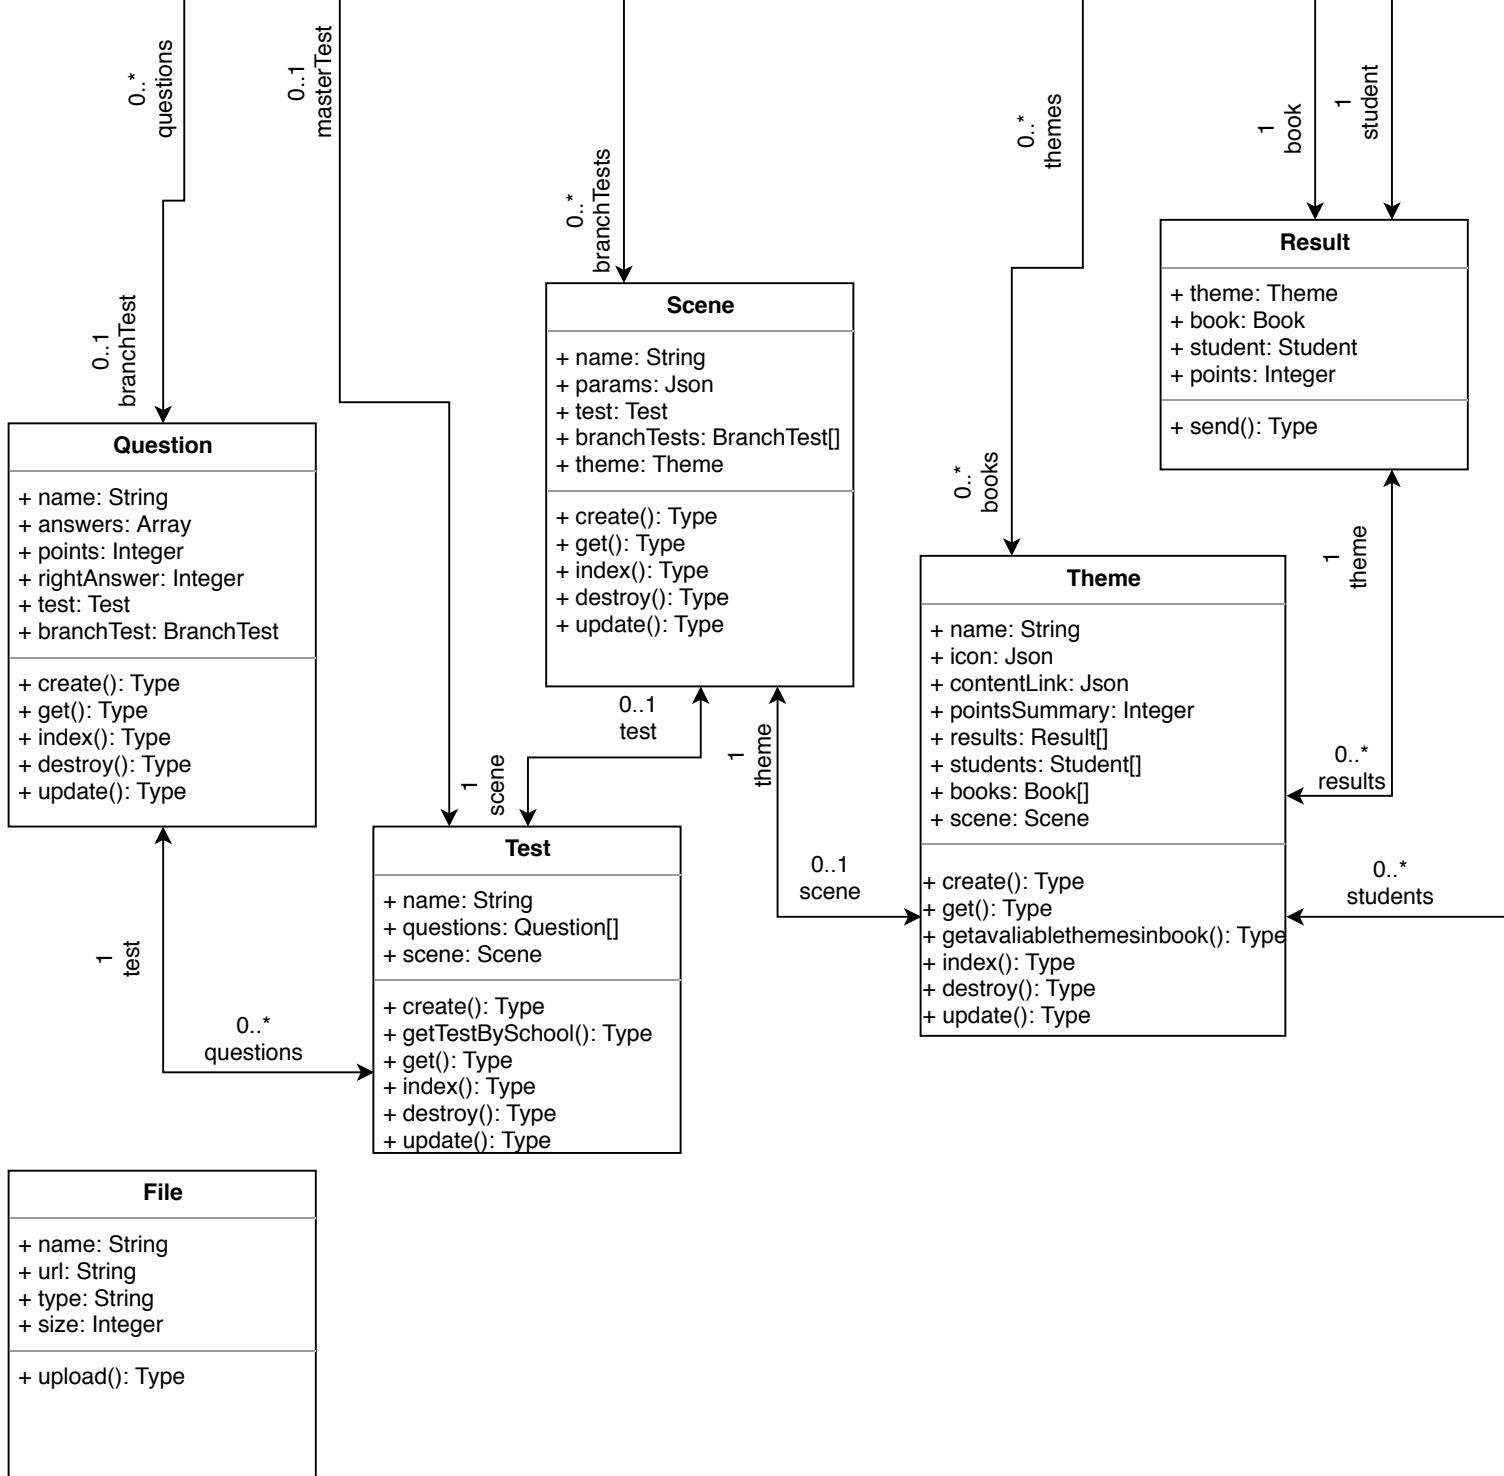 0..*
questions
0..1
masterTest
0..*
branchTests
0..*
themes
1
book
1
student
0..1
branchTest
Result
+ theme: Theme
+ book: Book
+ student: Student
+ points: Integer
+ send(): Type
Scene
+ name: String
+ params: Json
+ test: Test
+ branchTests: BranchTest[]
+ theme: Theme
+ create(): Type
+ get(): Type
+ index(): Type
+ destroy(): Type
+ update(): Type
Question
+ name: String
+ answers: Array
+ points: Integer
+ rightAnswer: Integer
+ test: Test
+ branchTest: BranchTest
+ create(): Type
+ get(): Type
+ index(): Type
+ destroy(): Type
+ update(): Type
0..*
books
1
theme
Theme
+ name: String
+ icon: Json
+ contentLink: Json
+ pointsSummary: Integer
+ results: Result[]
+ students: Student[]
+ books: Book[]
+ scene: Scene
+ create(): Type
+ get(): Type
+ getavaliablethemesinbook(): Type
+ index(): Type
+ destroy(): Type
+ update(): Type
0..1
test
1
theme
1
scene
0..*
results
0..1
scene
0..*
students
Test
+ name: String
+ questions: Question[]
+ scene: Scene
+ create(): Type
+ getTestBySchool(): Type
+ get(): Type
+ index(): Type
+ destroy(): Type
+ update(): Type
1
test
0..*
questions
File
+ name: String
+ url: String
+ type: String
+ size: Integer
+ upload(): Type